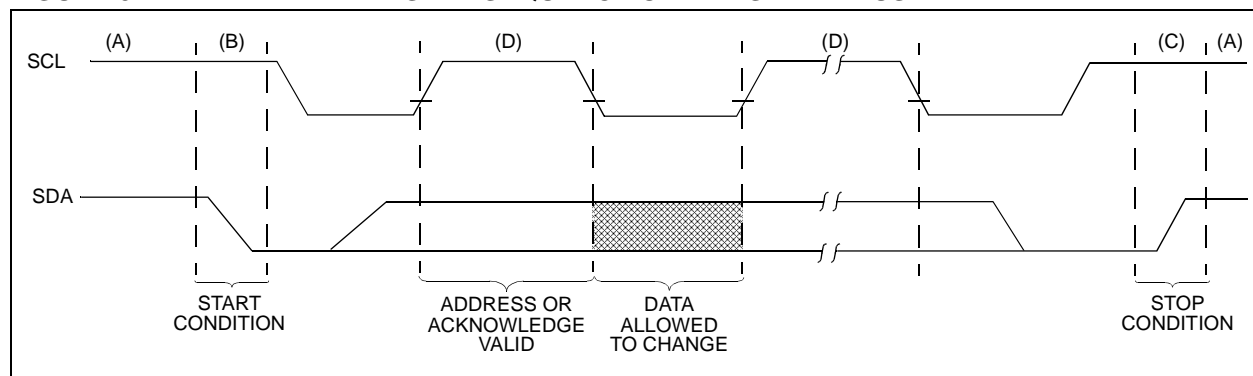 (A) (B) (D) (D) (C) (A)
SCL
SDA
START
CONDITION
ADDRESS OR
ACKNOWLEDGE
VALID
DATA
ALLOWED
TO CHANGE
STOP
CONDITION